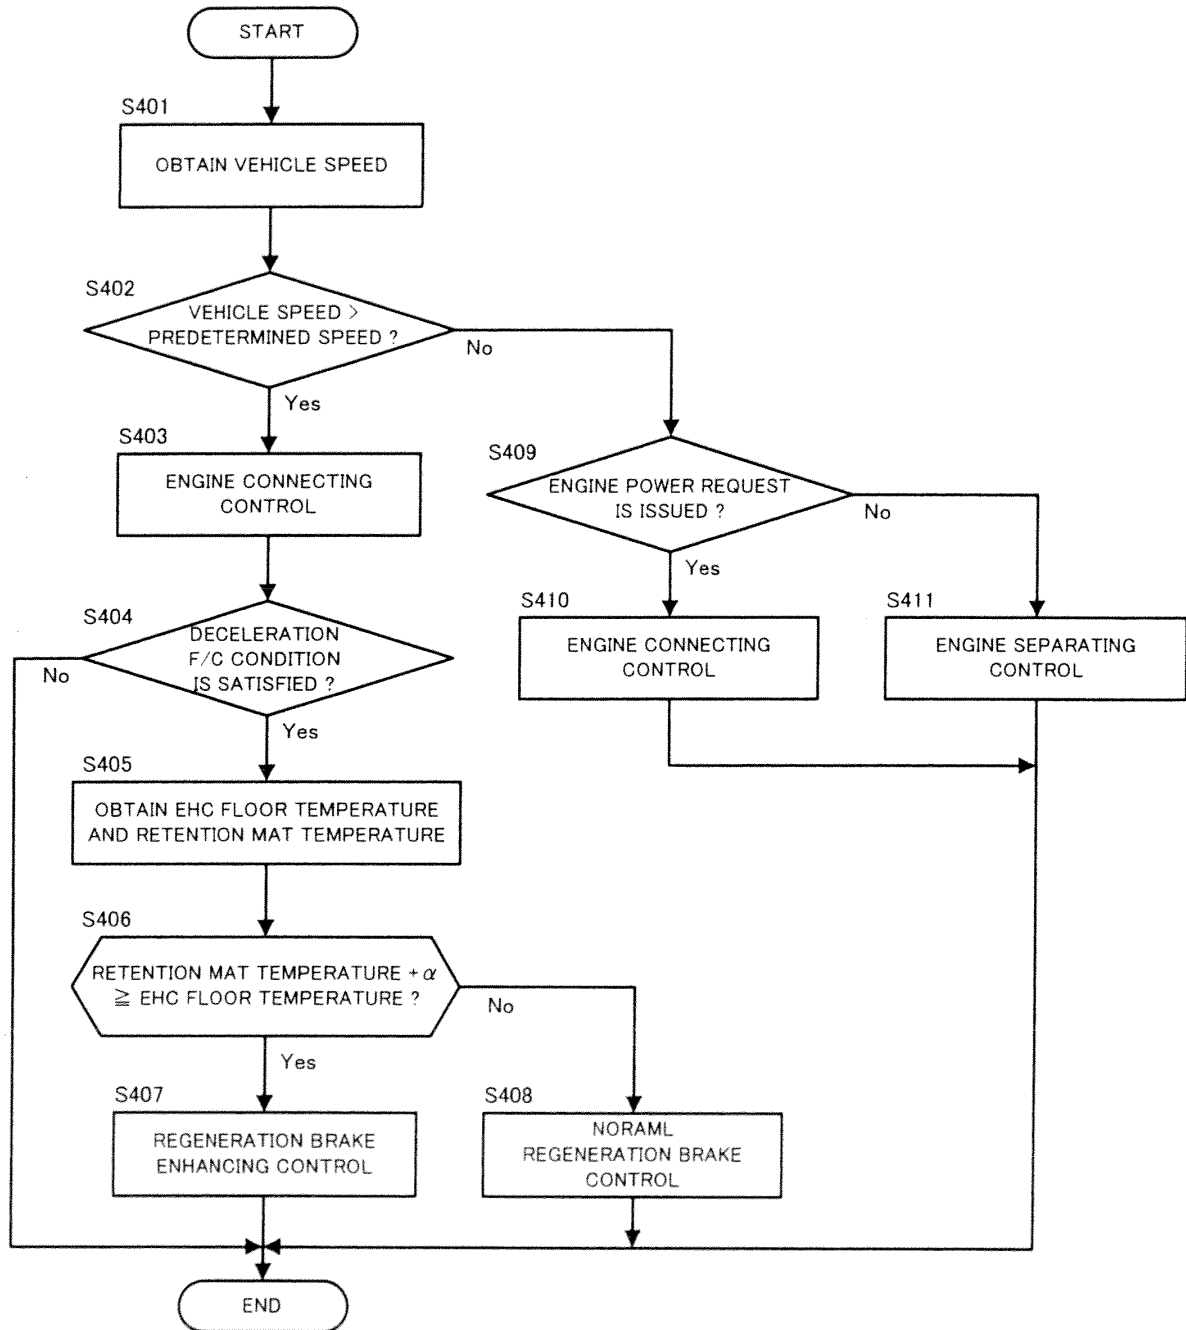 START
S401
OBTAIN VEHICLE SPEED
S402
VEHICLE SPEED >
PREDETERMINED SPEED ?
No
Yes
S403
ENGINE CONNECTING
CONTROL
S409
ENGINE POWER REQUEST
IS ISSUED ?
No
Yes
S404
DECELERATION
F/C CONDITION
IS SATISFIED ?
No
Yes
S410
ENGINE CONNECTING
CONTROL
S411
ENGINE SEPARATING
CONTROL
S405
OBTAIN EHC FLOOR TEMPERATURE
AND RETENTION MAT TEMPERATURE
S406
RETENTION MAT TEMPERATURE + α
≧ EHC FLOOR TEMPERATURE ?
No
Yes
S407
REGENERATION BRAKE
ENHANCING CONTROL
S408
NORAML
REGENERATION BRAKE
CONTROL
END